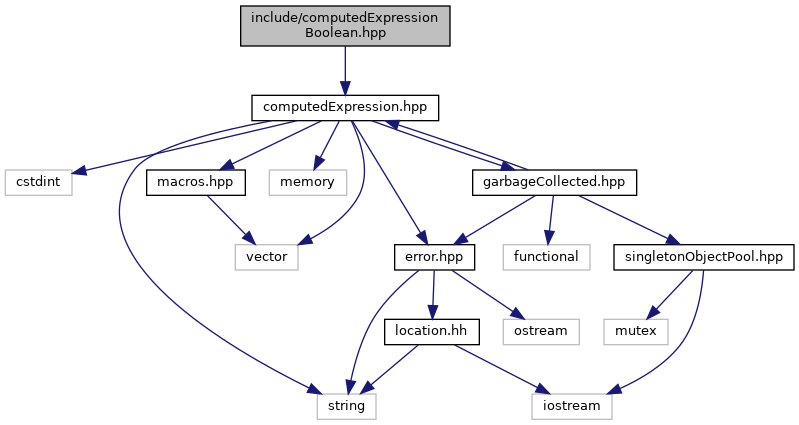 include/computedExpression
Boolean.hpp
computedExpression.hpp
cstdint
macros.hpp
memory
garbageCollected.hpp
vector
error.hpp
functional
singletonObjectPool.hpp
location.hh
ostream
mutex
string
iostream